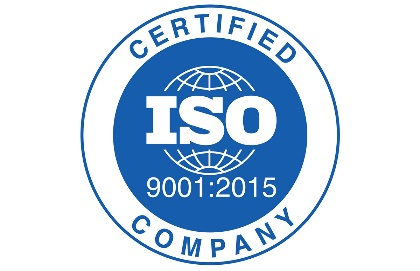 CERTIFIED
ISO
9001:2015
COMPANY